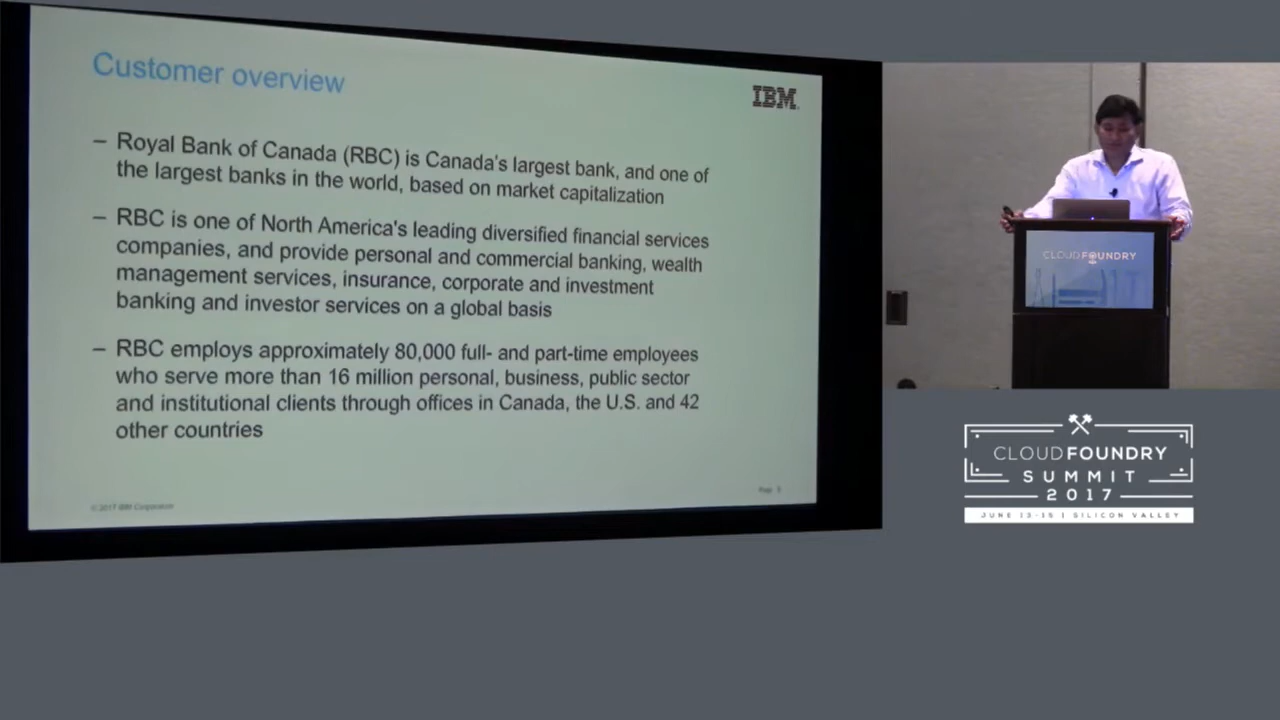 Customer overview
IBM
– Royal Bank of Canada (RBC) is Canada's largest bank, and one of
the largest banks in the world, based on market capitalization
– RBC is one of North America's leading diversified financial services
companies, and provide personal and commercial banking, wealth
management services, insurance, corporate and investment
banking and investor services on a global basis
– RBC employs approximately 80,000 full- and part-time employees
who serve more than 16 million personal, business, public sector
and institutional clients through offices in Canada, the U.S. and 42
other countries
© 2017 IBM Corporation
CLOUDFOUNDRY
CLOUDFOUNDRY
SUMMIT
2017
JUNE 13-15 | SILICON VALLEY